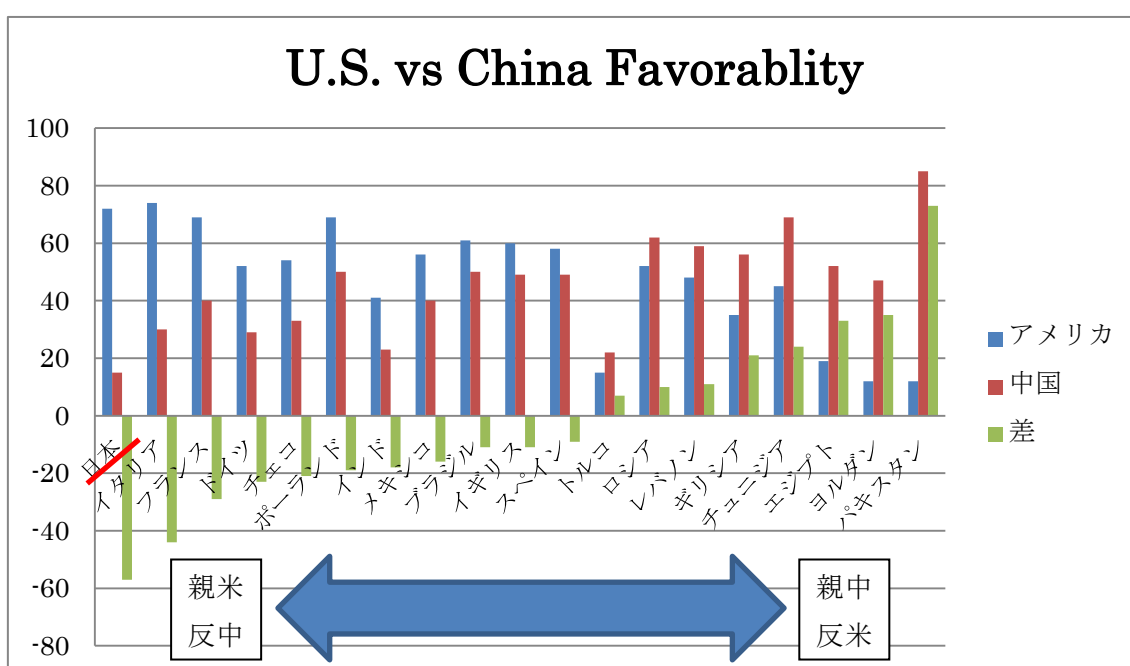 U.S. vs China Favorablity
100
80
60
40
20
0
-20
-40
-60
-80
日本
イタリア
フランス
ドイツ
チェコ
ポーランド
インド
メキシコ
ブラジル
イギリス
スペイン
トルコ
ロシア
レバノン
ギリシア
チュニジア
エジプト
ヨルダン
パキスタン
アメリカ
中国
差
親米
反中
親中
反米